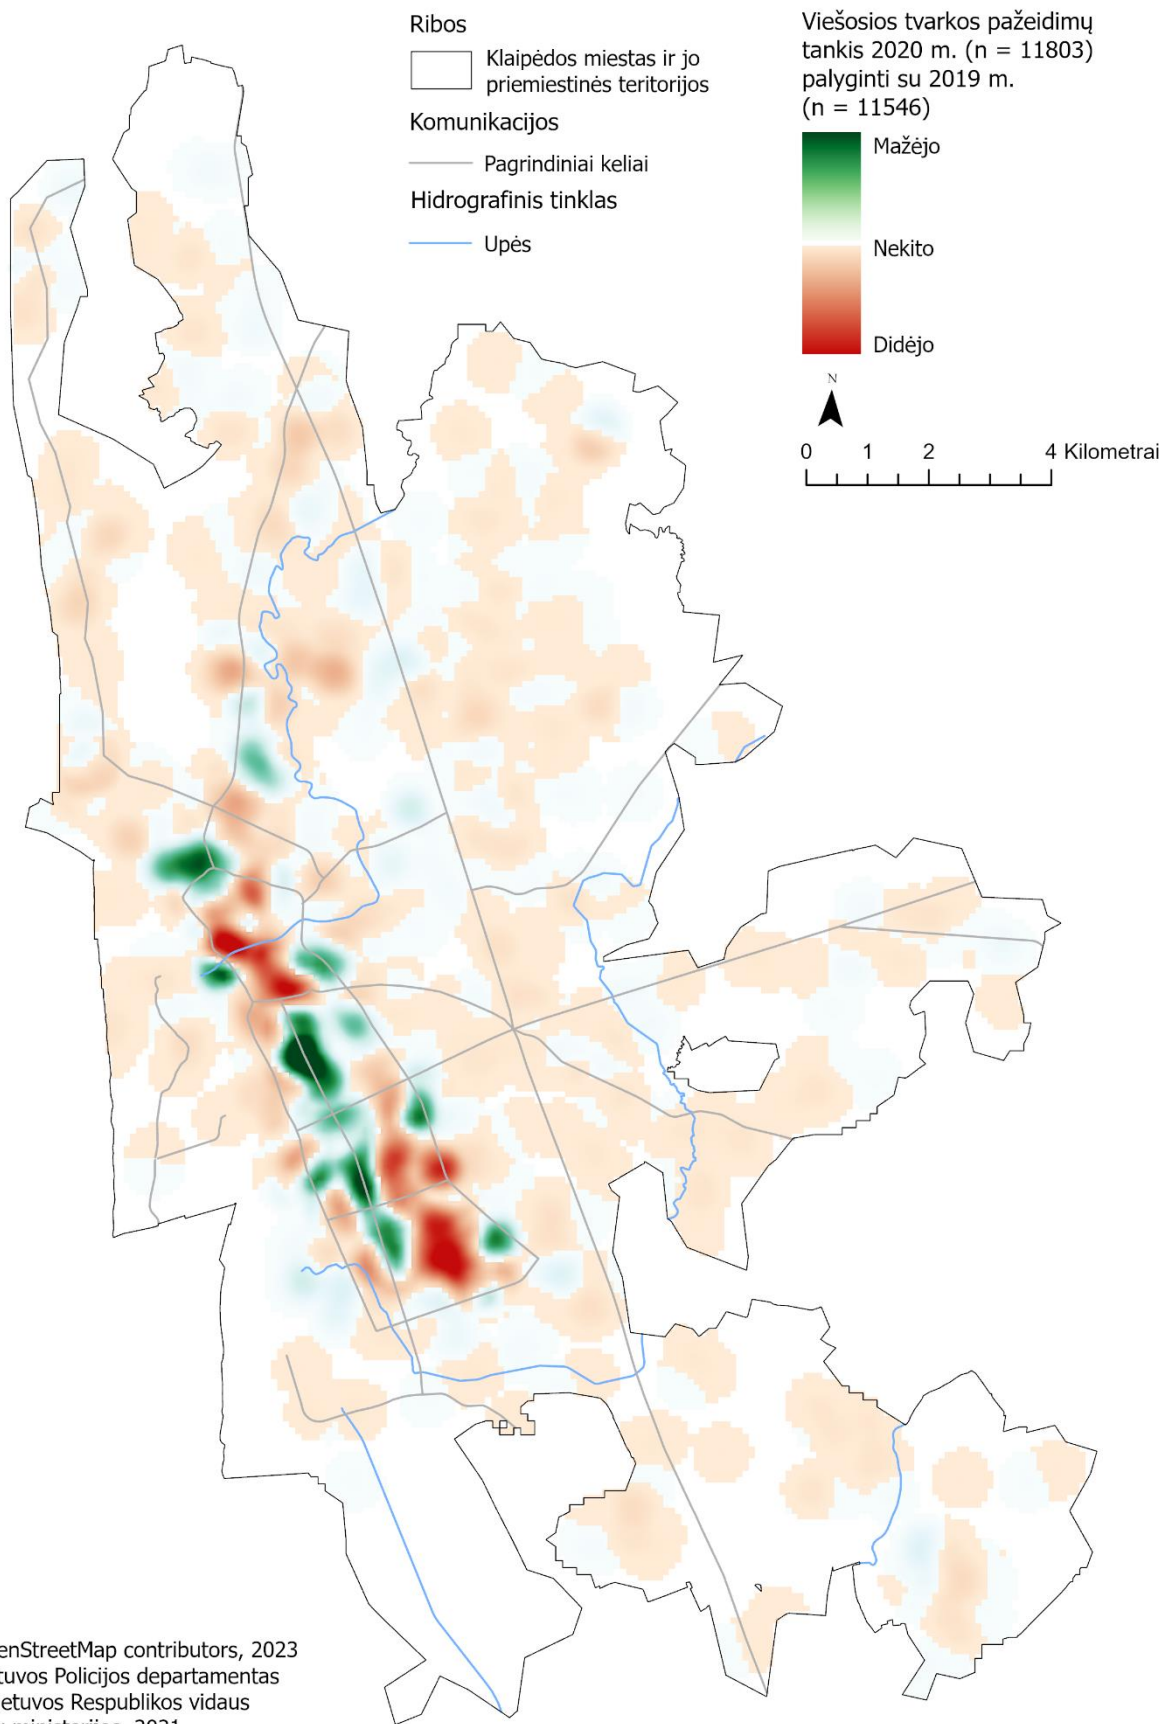 Ribos
Klaipėdos miestas ir jo
priemiestinės teritorijos
Komunikacijos
Pagrindiniai keliai
Hidrografinis tinklas
Upės
Viešosios tvarkos pažeidimų
tankis 2020 m. (n = 11803)
palyginti su 2019 m.
(n = 11546)
Mažėjo
Nekito
Didėjo
N
0 1 2 4 Kilometrai
enStreetMap contributors, 2023
tuvos Policijos departamentas
ietuvos Respublikos vidaus